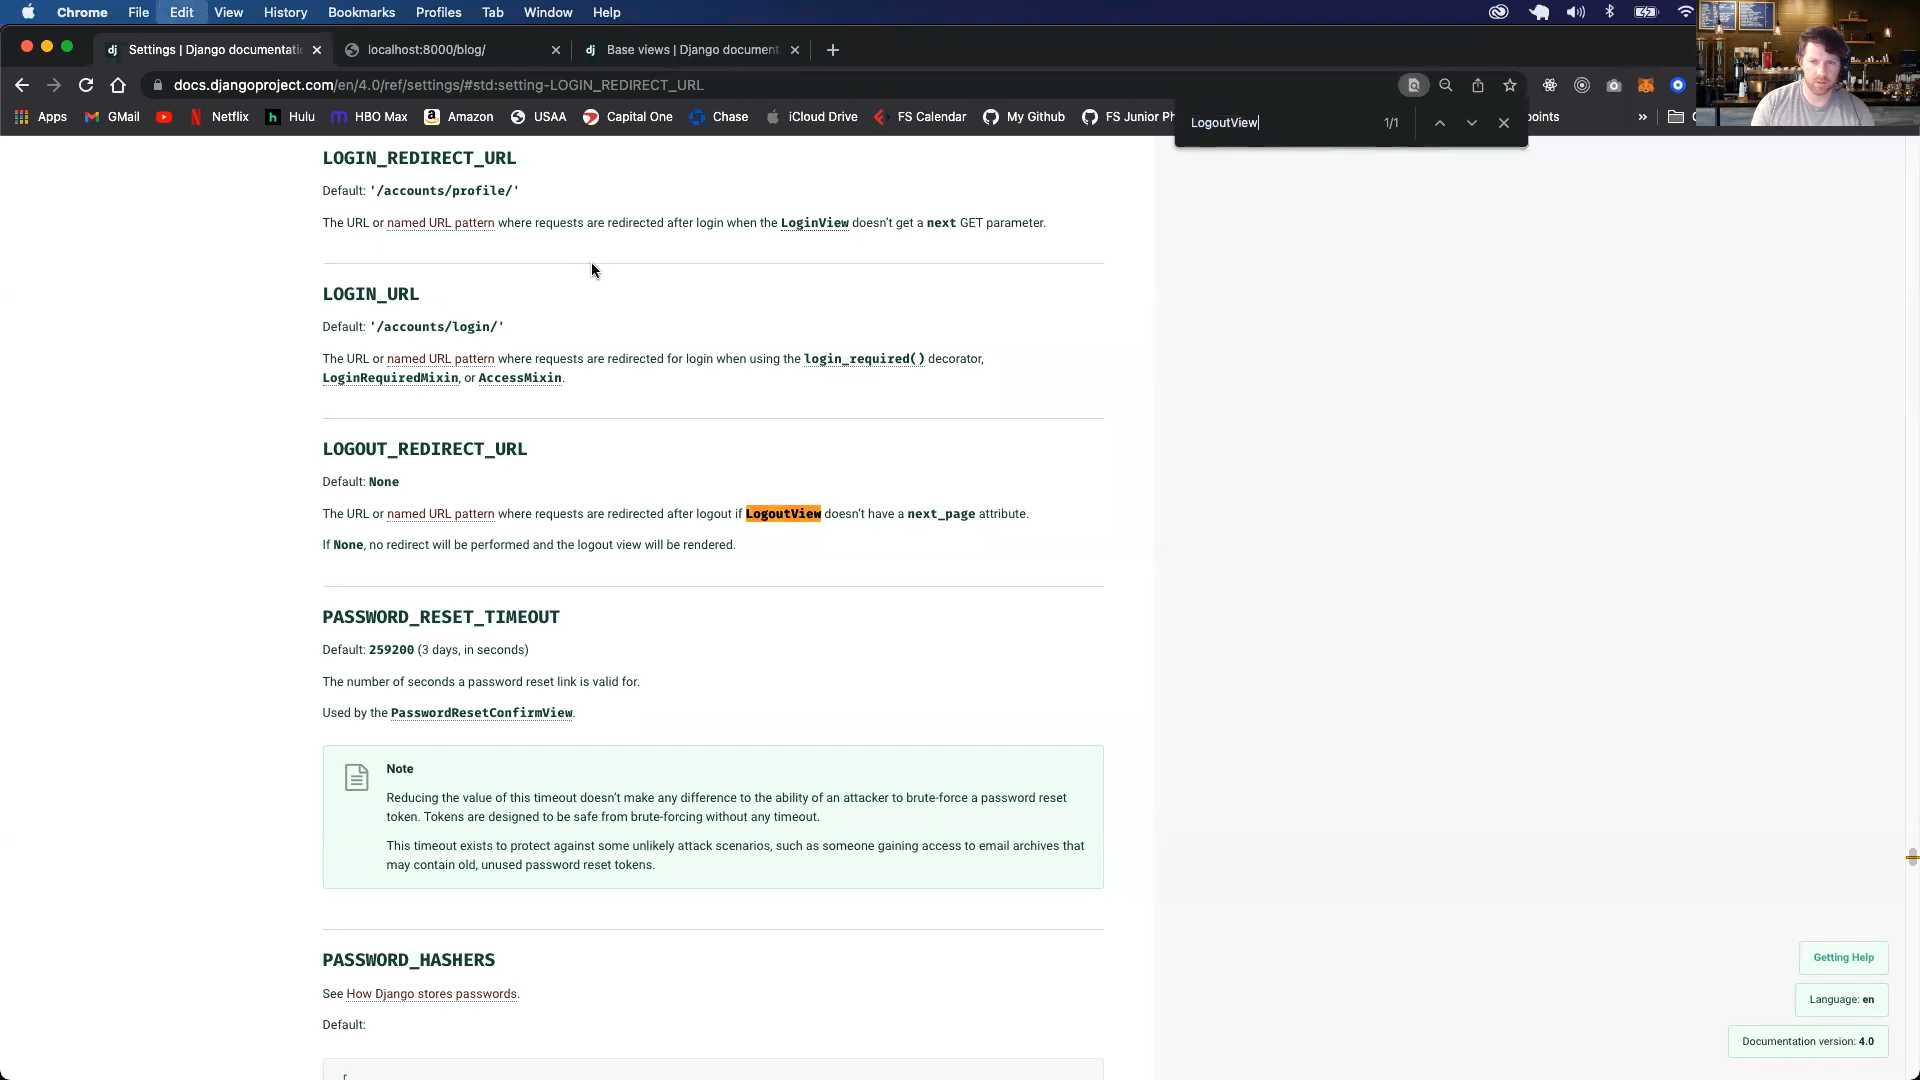 Chrome File Edit View History Bookmarks Profiles Tab Window Help
dj Settings | Django documentati
localhost:8000/blog/
dj Base views | Django document
docs.djangoproject.com/en/4.0/ref/settings/#std:setting-LOGIN_REDIRECT_URL
Apps GMail Netflix Hulu HBO Max Amazon USAA Capital One Chase iCloud Drive FS Calendar My Github FS Junior Ph points
LogoutView 1/1
LOGIN_REDIRECT_URL
Default: '/accounts/profile/'
The URL or named URL pattern where requests are redirected after login when the LoginView doesn’t get a next GET parameter.
LOGIN_URL
Default: '/accounts/login/'
The URL or named URL pattern where requests are redirected for login when using the login_required() decorator,
LoginRequiredMixin, or AccessMixin.
LOGOUT_REDIRECT_URL
Default: None
The URL or named URL pattern where requests are redirected after logout if LogoutView doesn’t have a next_page attribute.
If None, no redirect will be performed and the logout view will be rendered.
PASSWORD_RESET_TIMEOUT
Default: 259200 (3 days, in seconds)
The number of seconds a password reset link is valid for.
Used by the PasswordResetConfirmView.
Note
Reducing the value of this timeout doesn’t make any difference to the ability of an attacker to brute-force a password reset
token. Tokens are designed to be safe from brute-forcing without any timeout.
This timeout exists to protect against some unlikely attack scenarios, such as someone gaining access to email archives that
may contain old, unused password reset tokens.
PASSWORD_HASHERS
See How Django stores passwords.
Default:
[
Getting Help
Language: en
Documentation version: 4.0